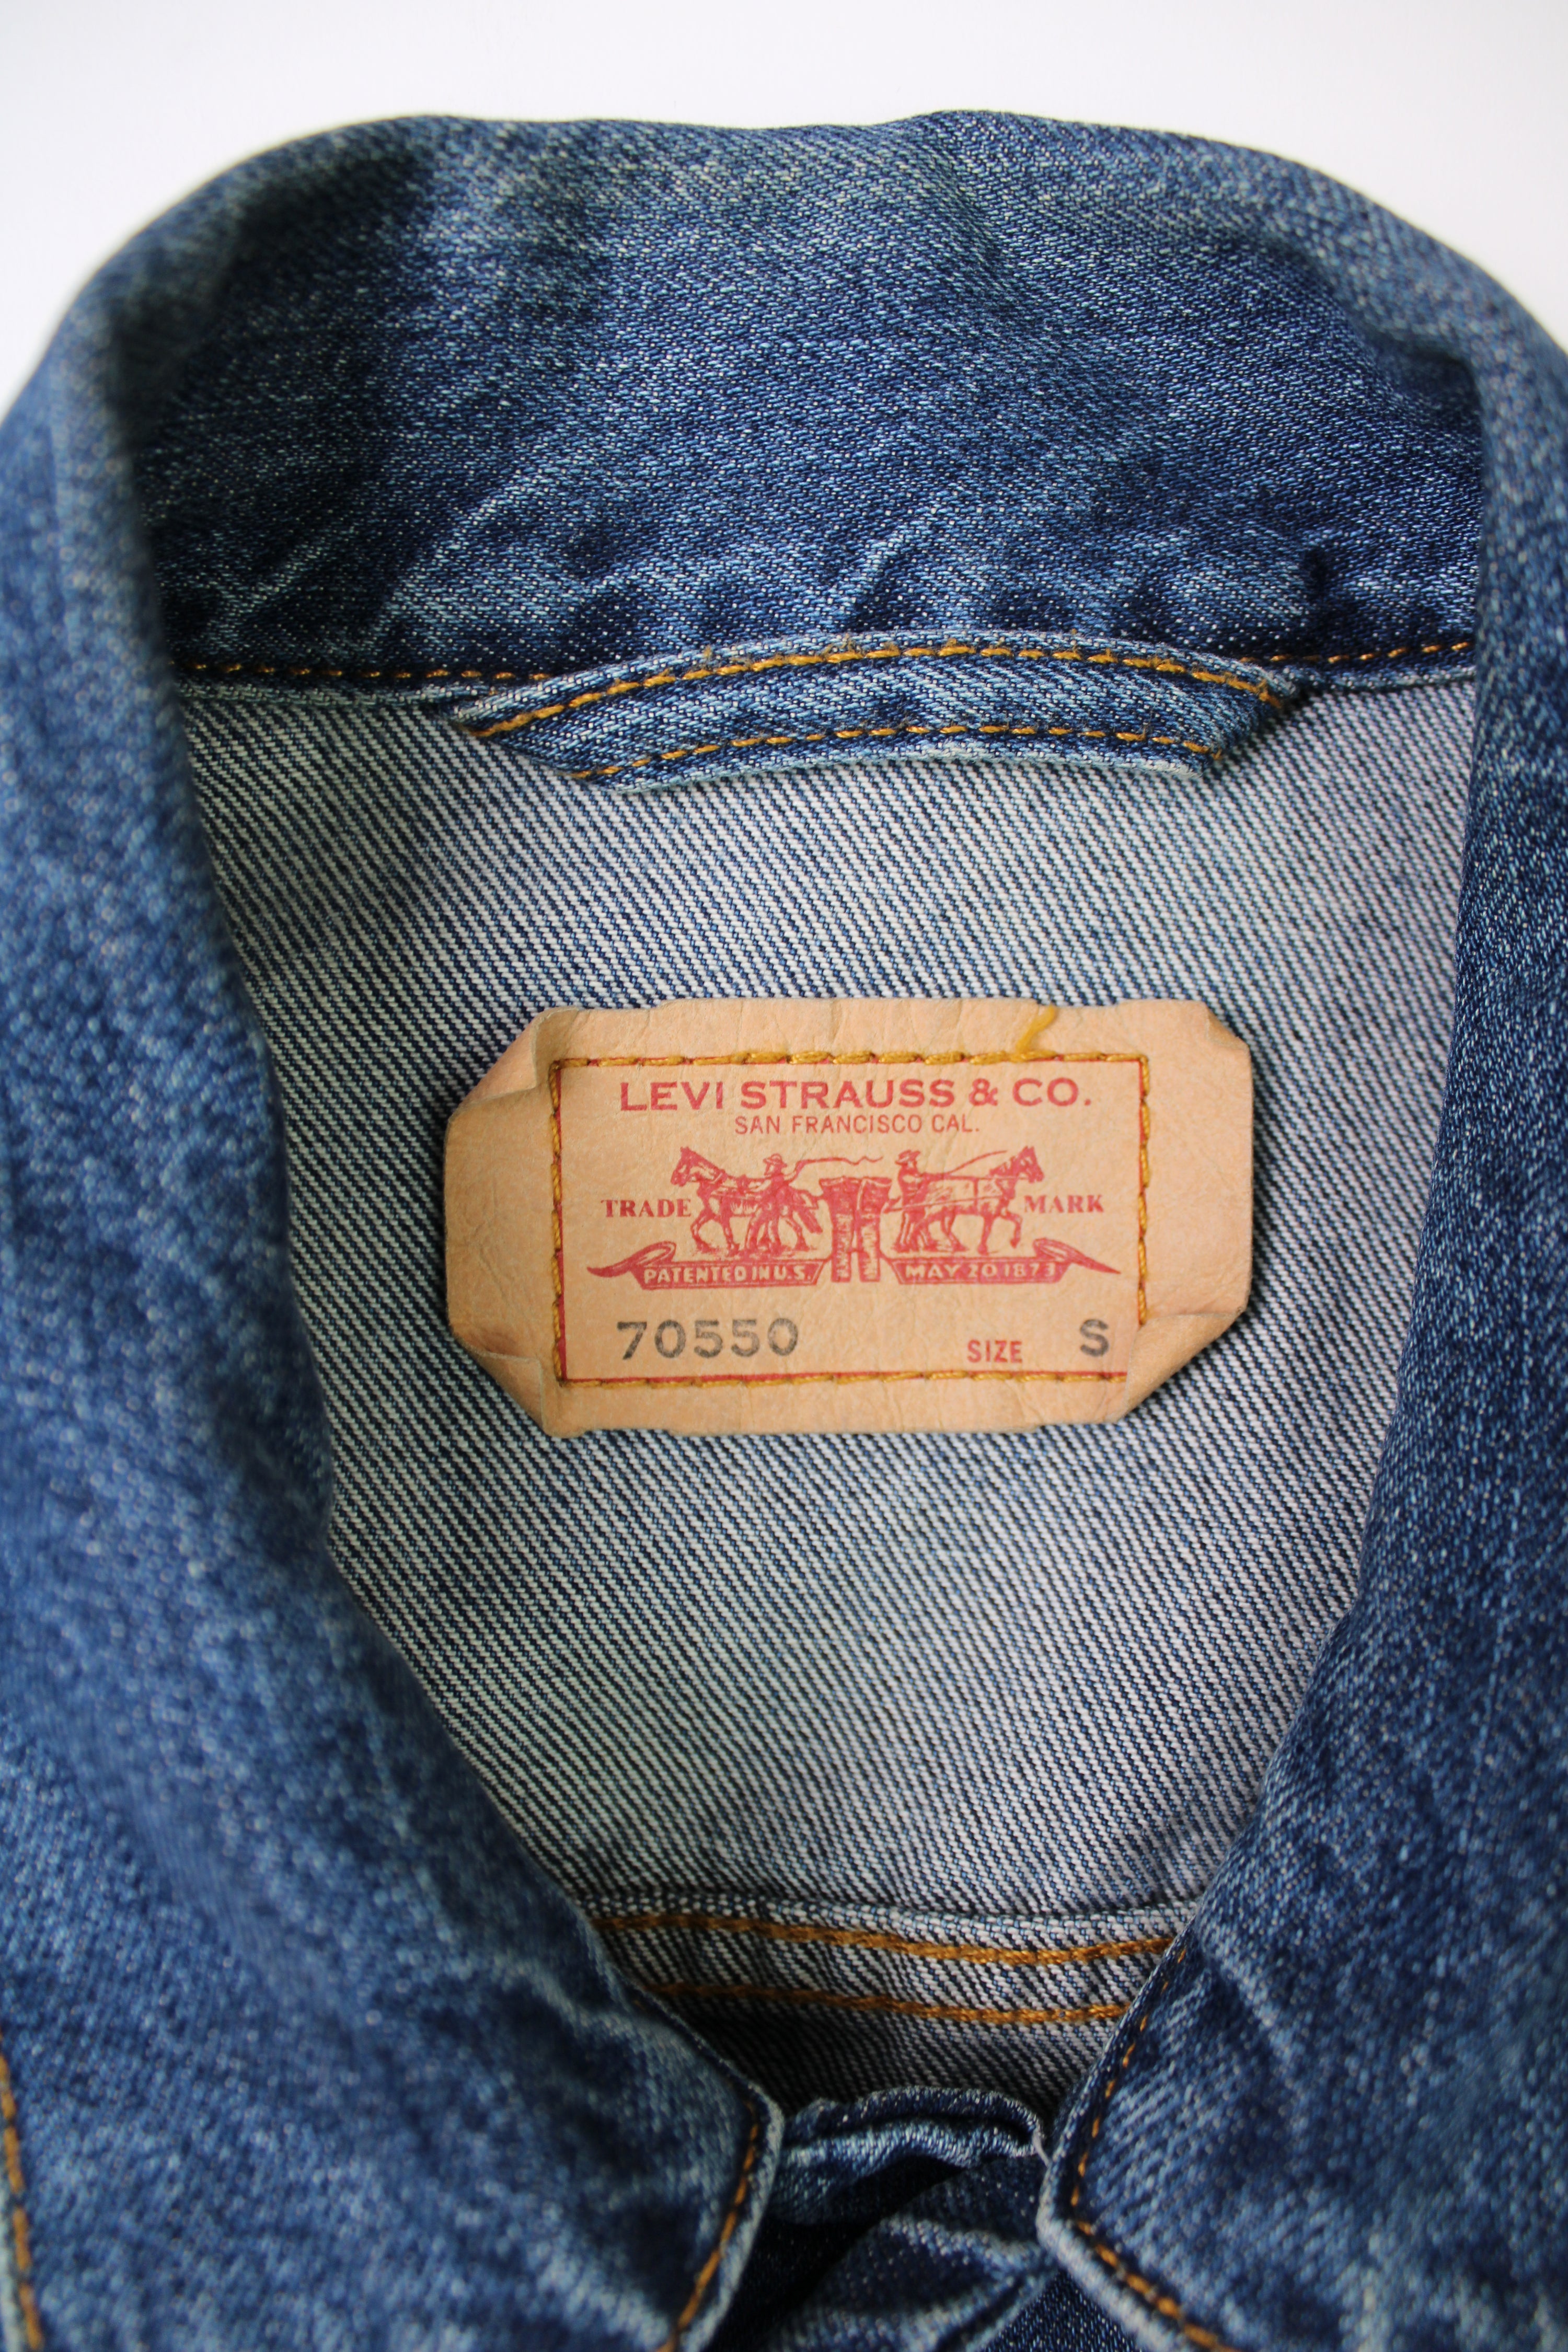 LEVI STRAUSS & CO.
SAN FRANCISCO CAL.
TRADE MARK
PATENTED IN U.S. MAY 20 1873
70550 SIZE S